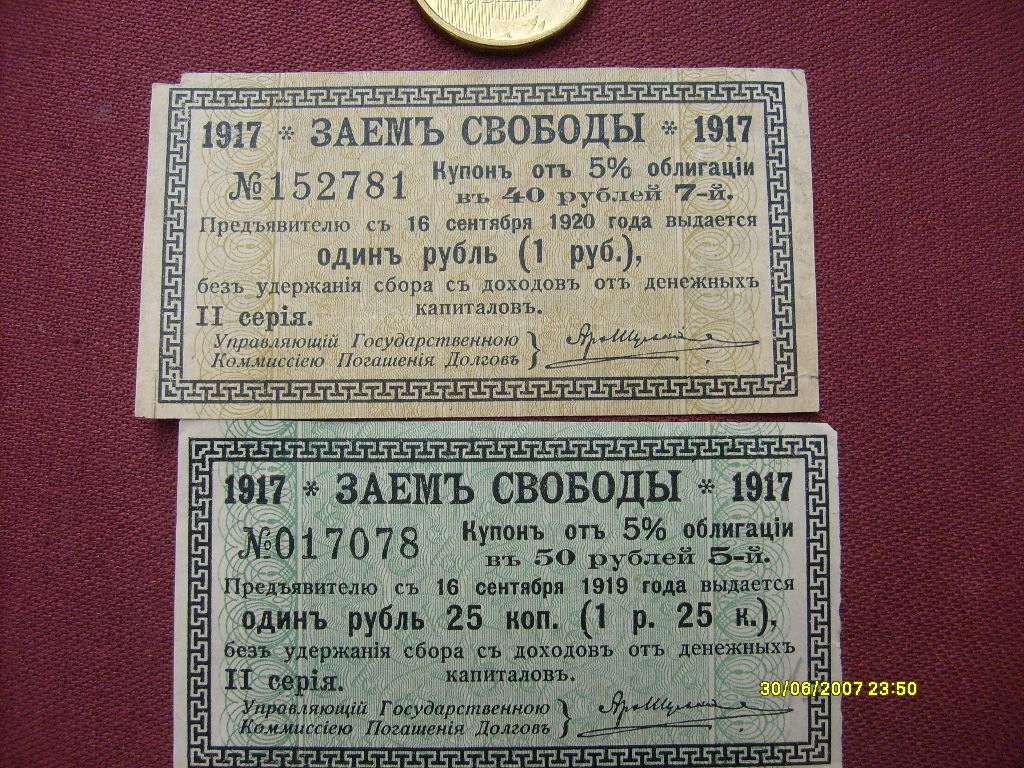 1917 * ЗАЕМЪ СВОБОДЫ * 1917
№152781 Купонъ отъ 5% облигаціи
въ 40 рублей 7-й.
Предъявителю съ 16 сентября 1920 года выдается
одинъ рубль (1 руб.),
безъ удержанія сбора съ доходовъ отъ денежныхъ
капиталовъ.
II серія.
Управляющій Государственною
Коммиссіею Погашенія Долговъ }
1917 * ЗАЕМЪ СВОБОДЫ * 1917
№017078 Купонъ отъ 5% облигаціи
въ 50 рублей 5-й.
Предъявителю съ 16 сентября 1919 года выдается
одинъ рубль 25 коп. (1 р. 25 к.),
безъ удержанія сбора съ доходовъ отъ денежныхъ
капиталовъ.
II серія.
30/06/2007 23:50
Управляющій Государственною
Коммиссіею Погашенія Долговъ }